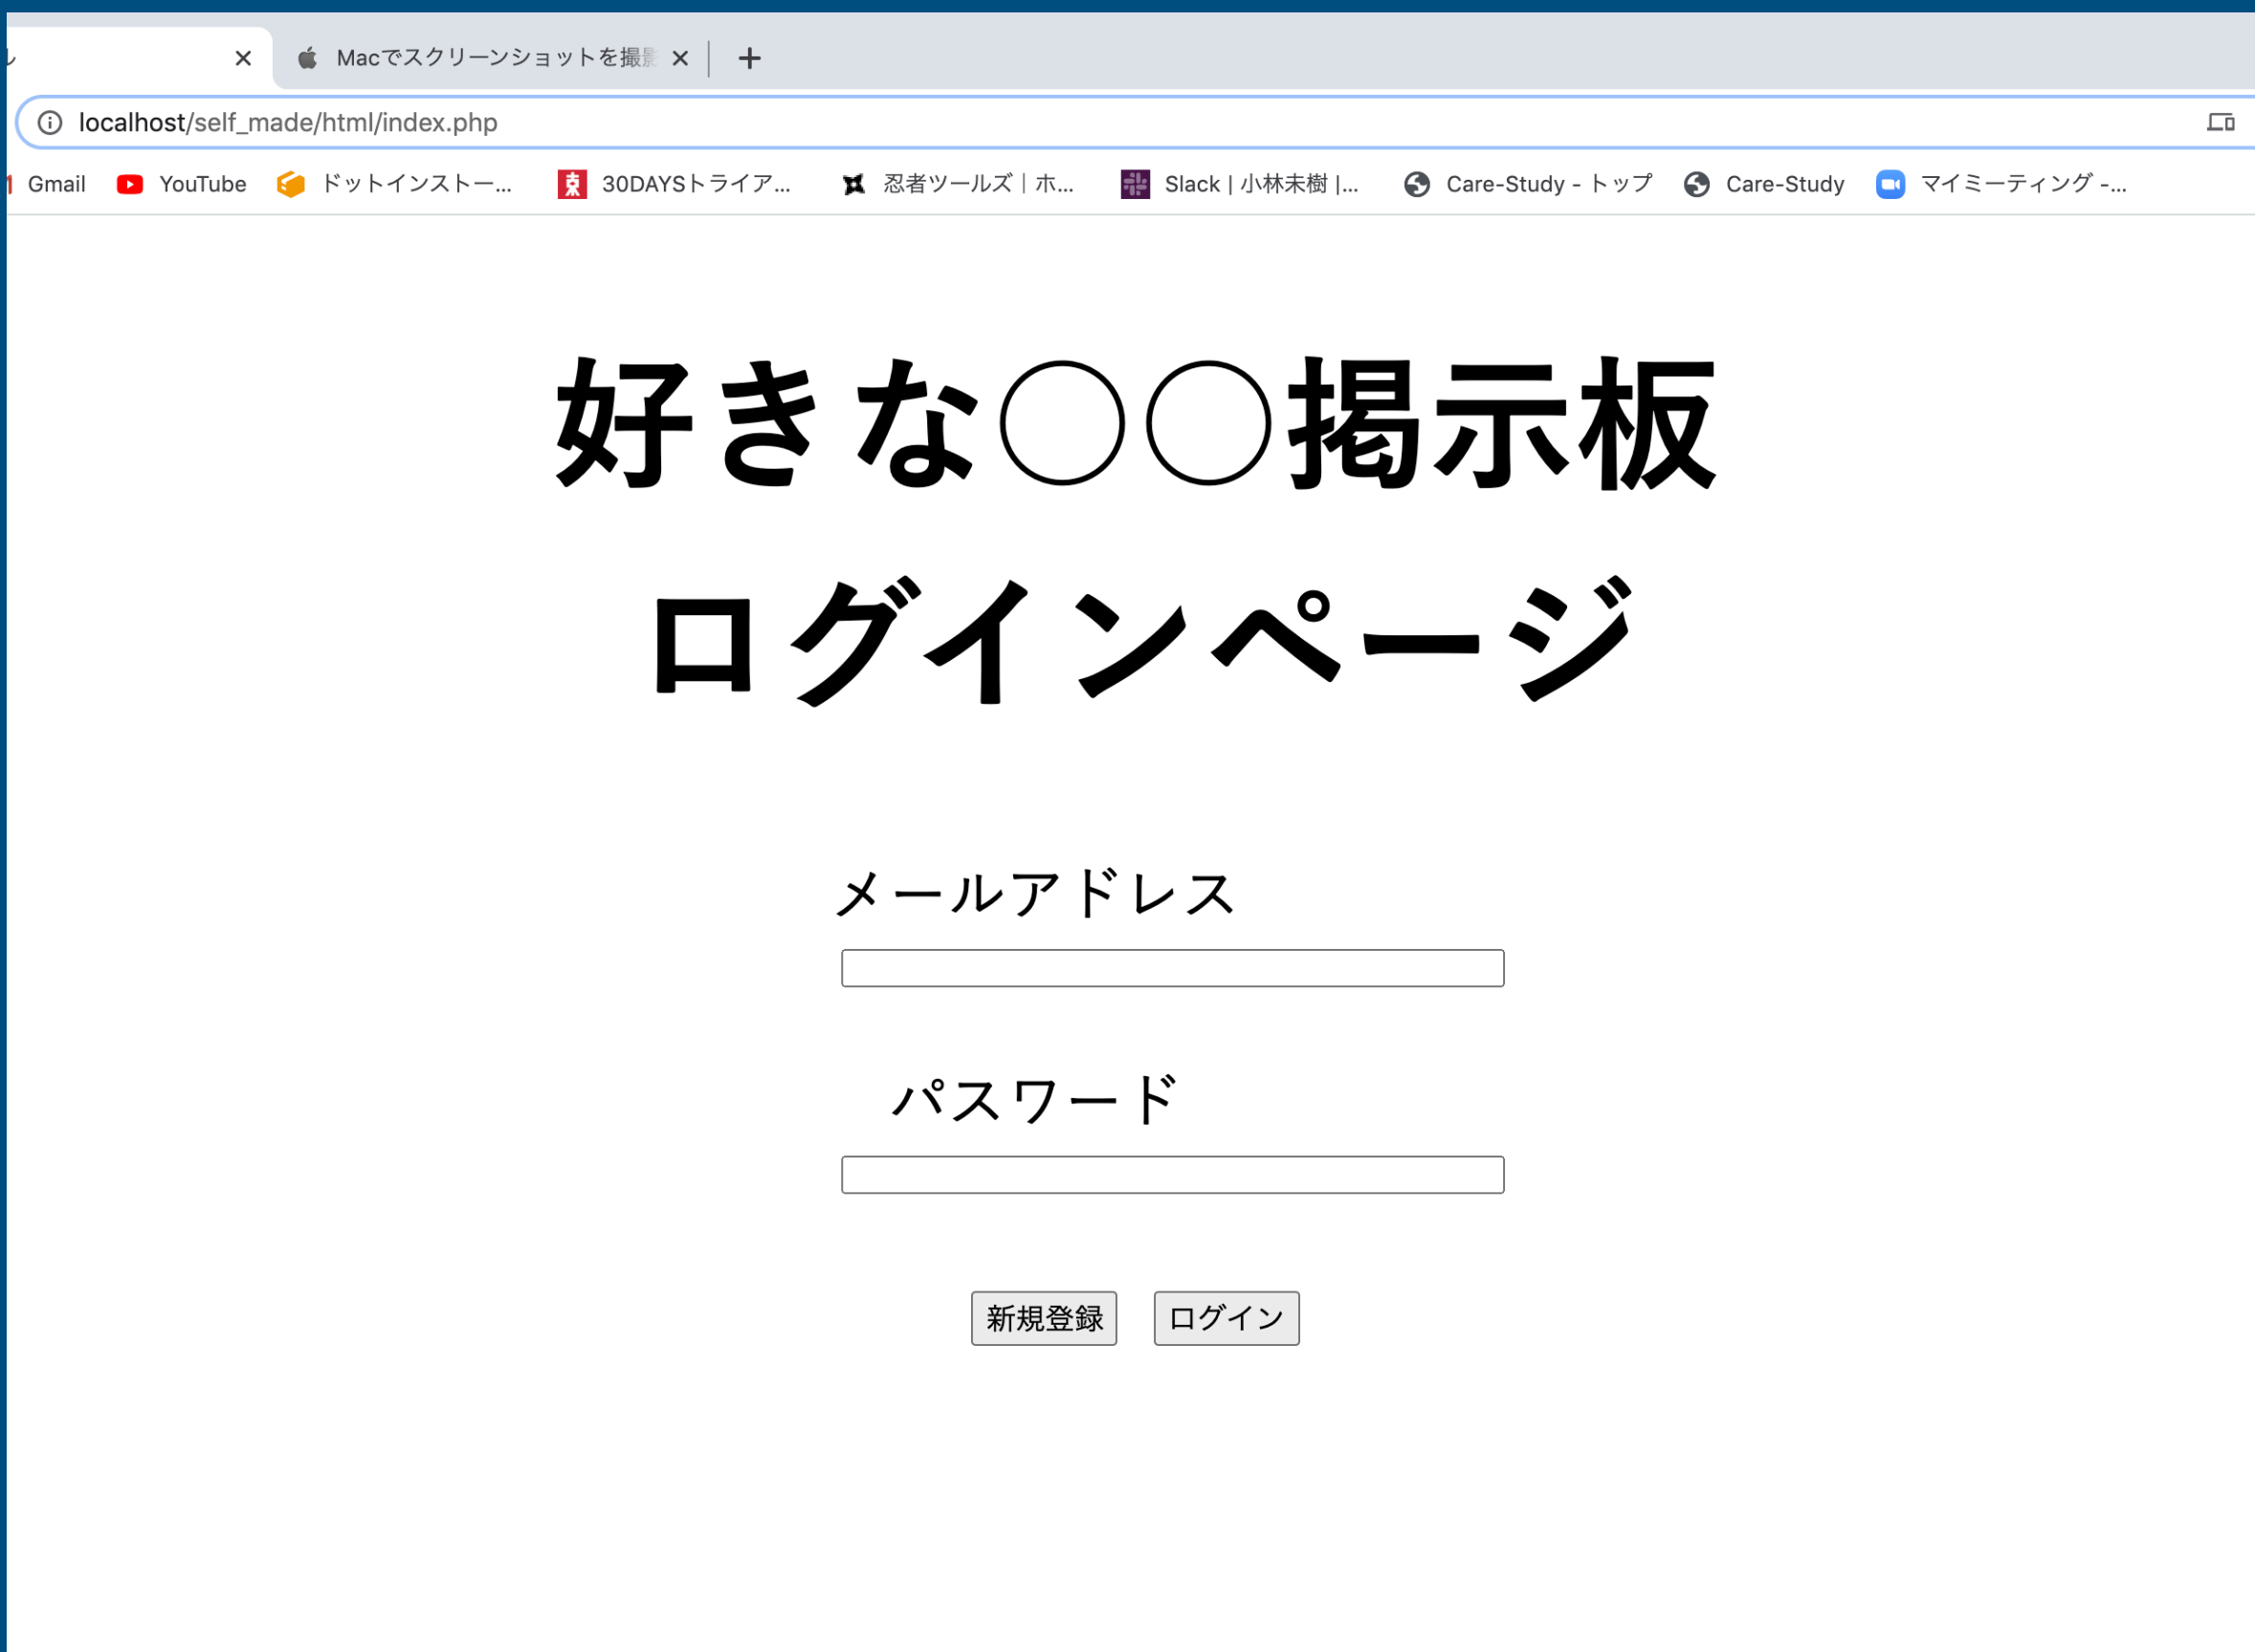 Macでスクリーンショットを撮影
localhost/self_made/html/index.php
Gmail YouTube ドットインストー... 30DAYSトライア... 忍者ツールズ｜ホ... Slack | 小林未樹 |... Care-Study - トップ Care-Study マイミーティング -...
好きな◯◯掲示板
ログインページ
メールアドレス
パスワード
新規登録 ログイン